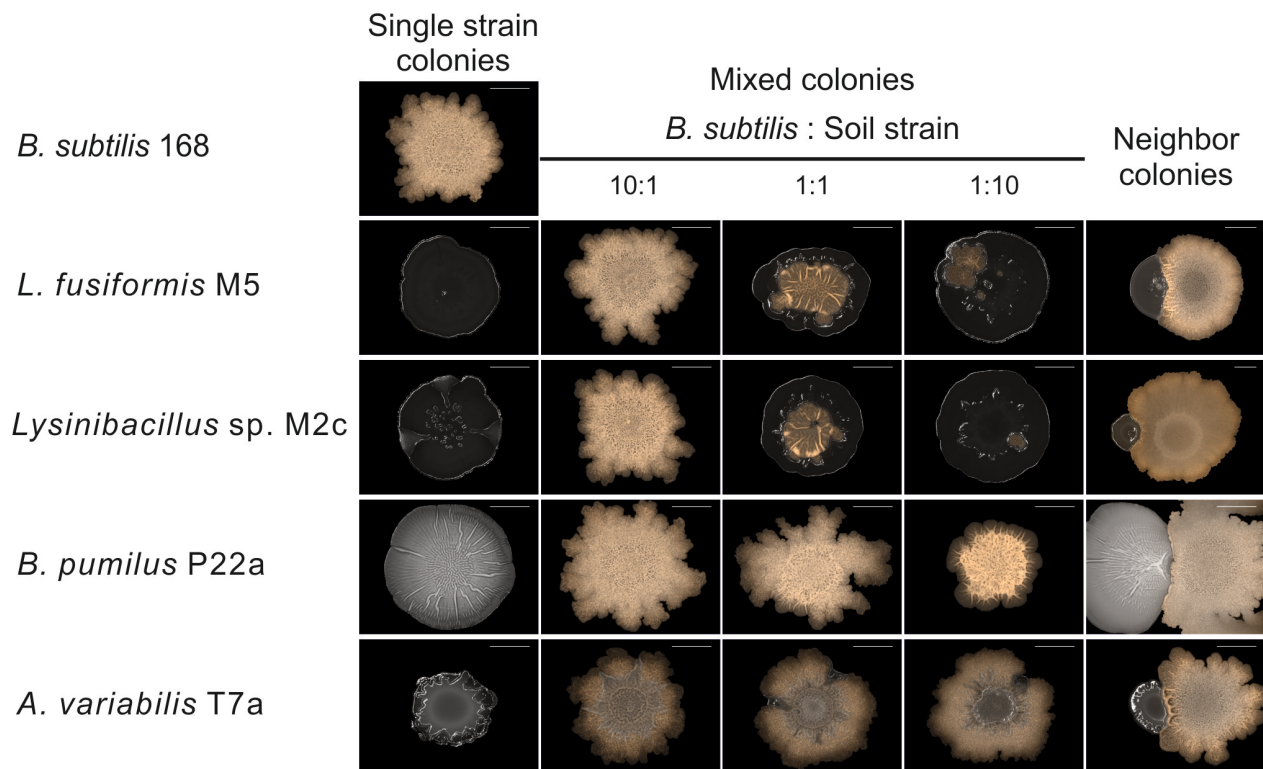 Single strain
colonies
Mixed colonies
B. subtilis : Soil strain
Neighbor
colonies
10:1
1:1
1:10
B. subtilis 168
L. fusiformis M5
Lysinibacillus sp. M2c
B. pumilus P22a
A. variabilis T7a